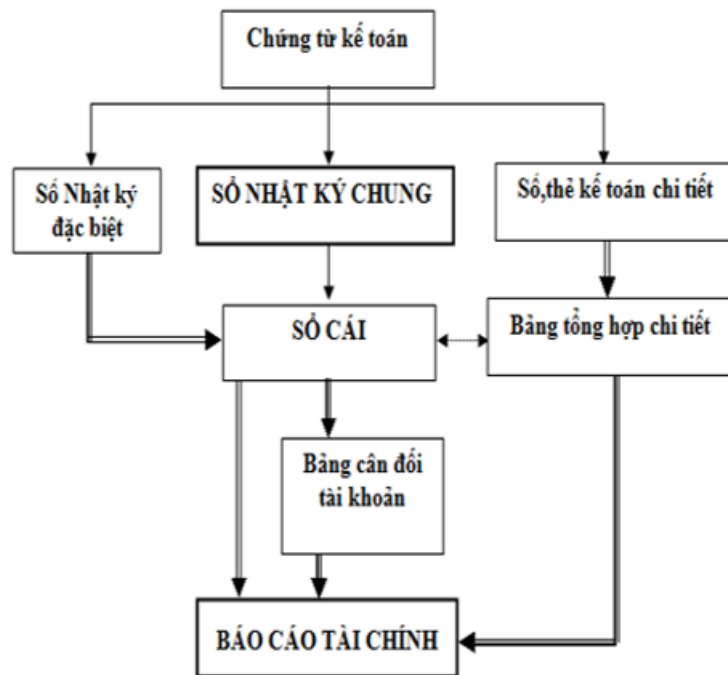 Chứng từ kế toán
Sổ Nhật ký
đặc biệt
SỔ NHẬT KÝ CHUNG
Sổ,thẻ kế toán chi tiết
SỔ CÁI
Bảng tổng hợp chi tiết
Bảng cân đối
tài khoản
BÁO CÁO TÀI CHÍNH